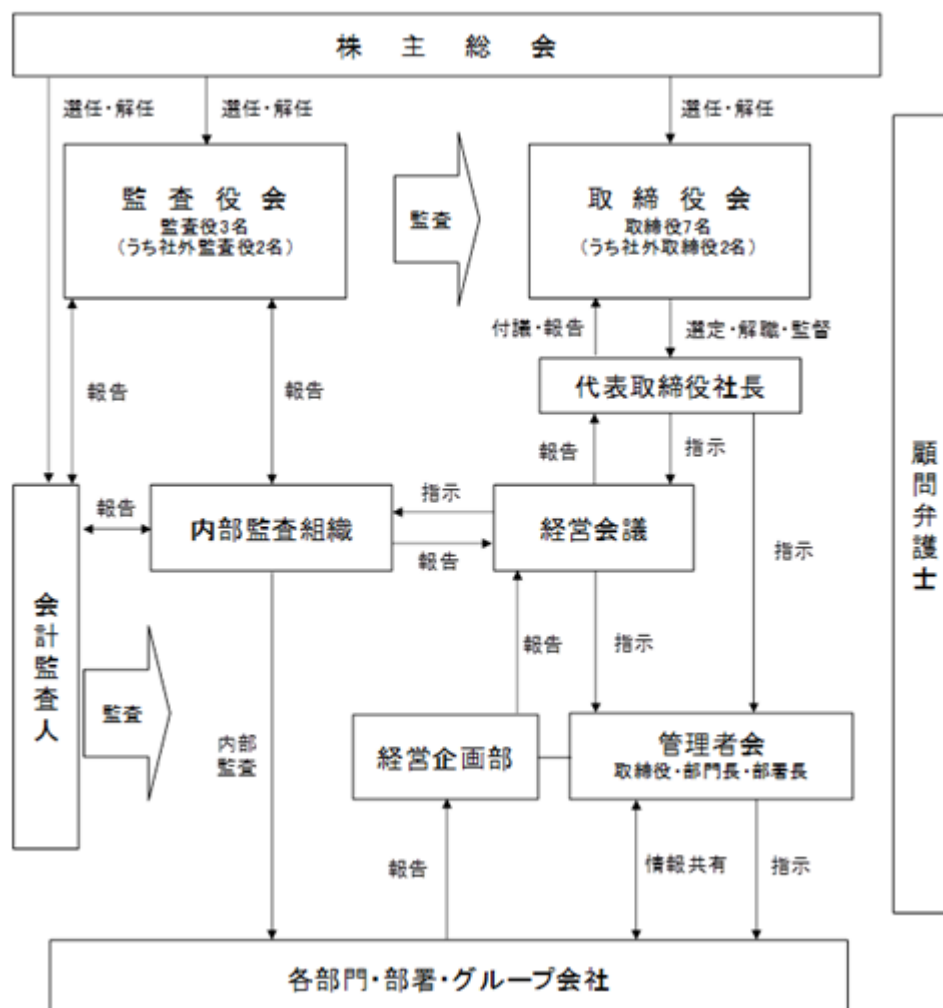 株主総会
選任・解任
選任・解任
選任・解任
監査役会
監査役3名
(うち社外監査役2名)
監査
取締役会
取締役7名
(うち社外取締役2名)
付議・報告
選定・解職・監督
代表取締役社長
報告
報告
報告
指示
顧問弁護士
報告
内部監査組織
指示
報告
経営会議
指示
会計監査人
監査
内部
監査
報告
指示
経営企画部
管理者会
取締役・部門長・部署長
報告
情報共有
指示
各部門・部署・グループ会社